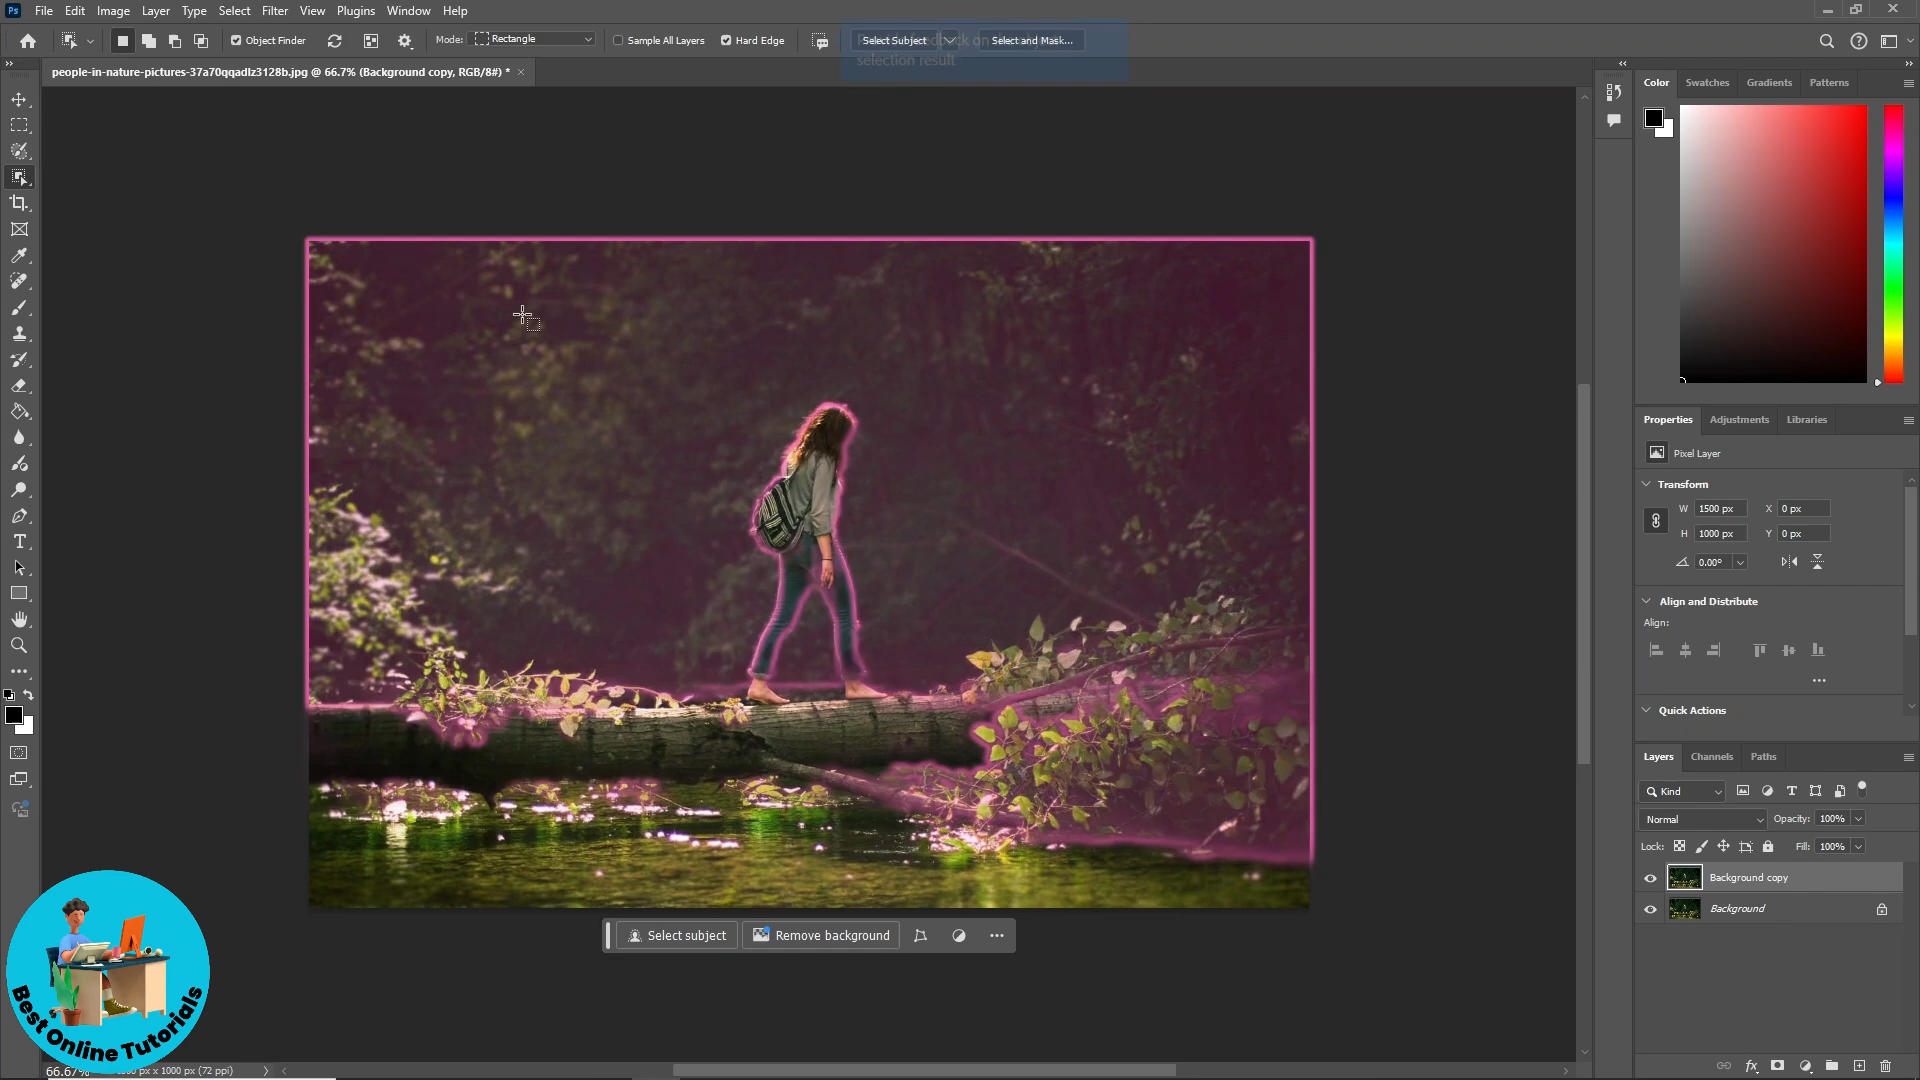 Ps File Edit Image Layer Type Select Filter View Plugins Window Help
Object Finder Mode: Rectangle Sample All Layers Hard Edge Select Subject Select and Mask...
selection result
people-in-nature-pictures-37a70qqadlz3128b.jpg @ 66.7% (Background copy, RGB/8#) *
Color Swatches Gradients Patterns
Properties Adjustments Libraries
Pixel Layer
Transform
W 1500 px X 0 px
H 1000 px Y 0 px
0.00°
Align and Distribute
Align:
Quick Actions
Layers Channels Paths
Kind
Normal Opacity: 100%
Lock: Fill: 100%
Background copy
Background
Select subject Remove background
Best Online Tutorials
66.67% px x 1000 px (72 ppi)